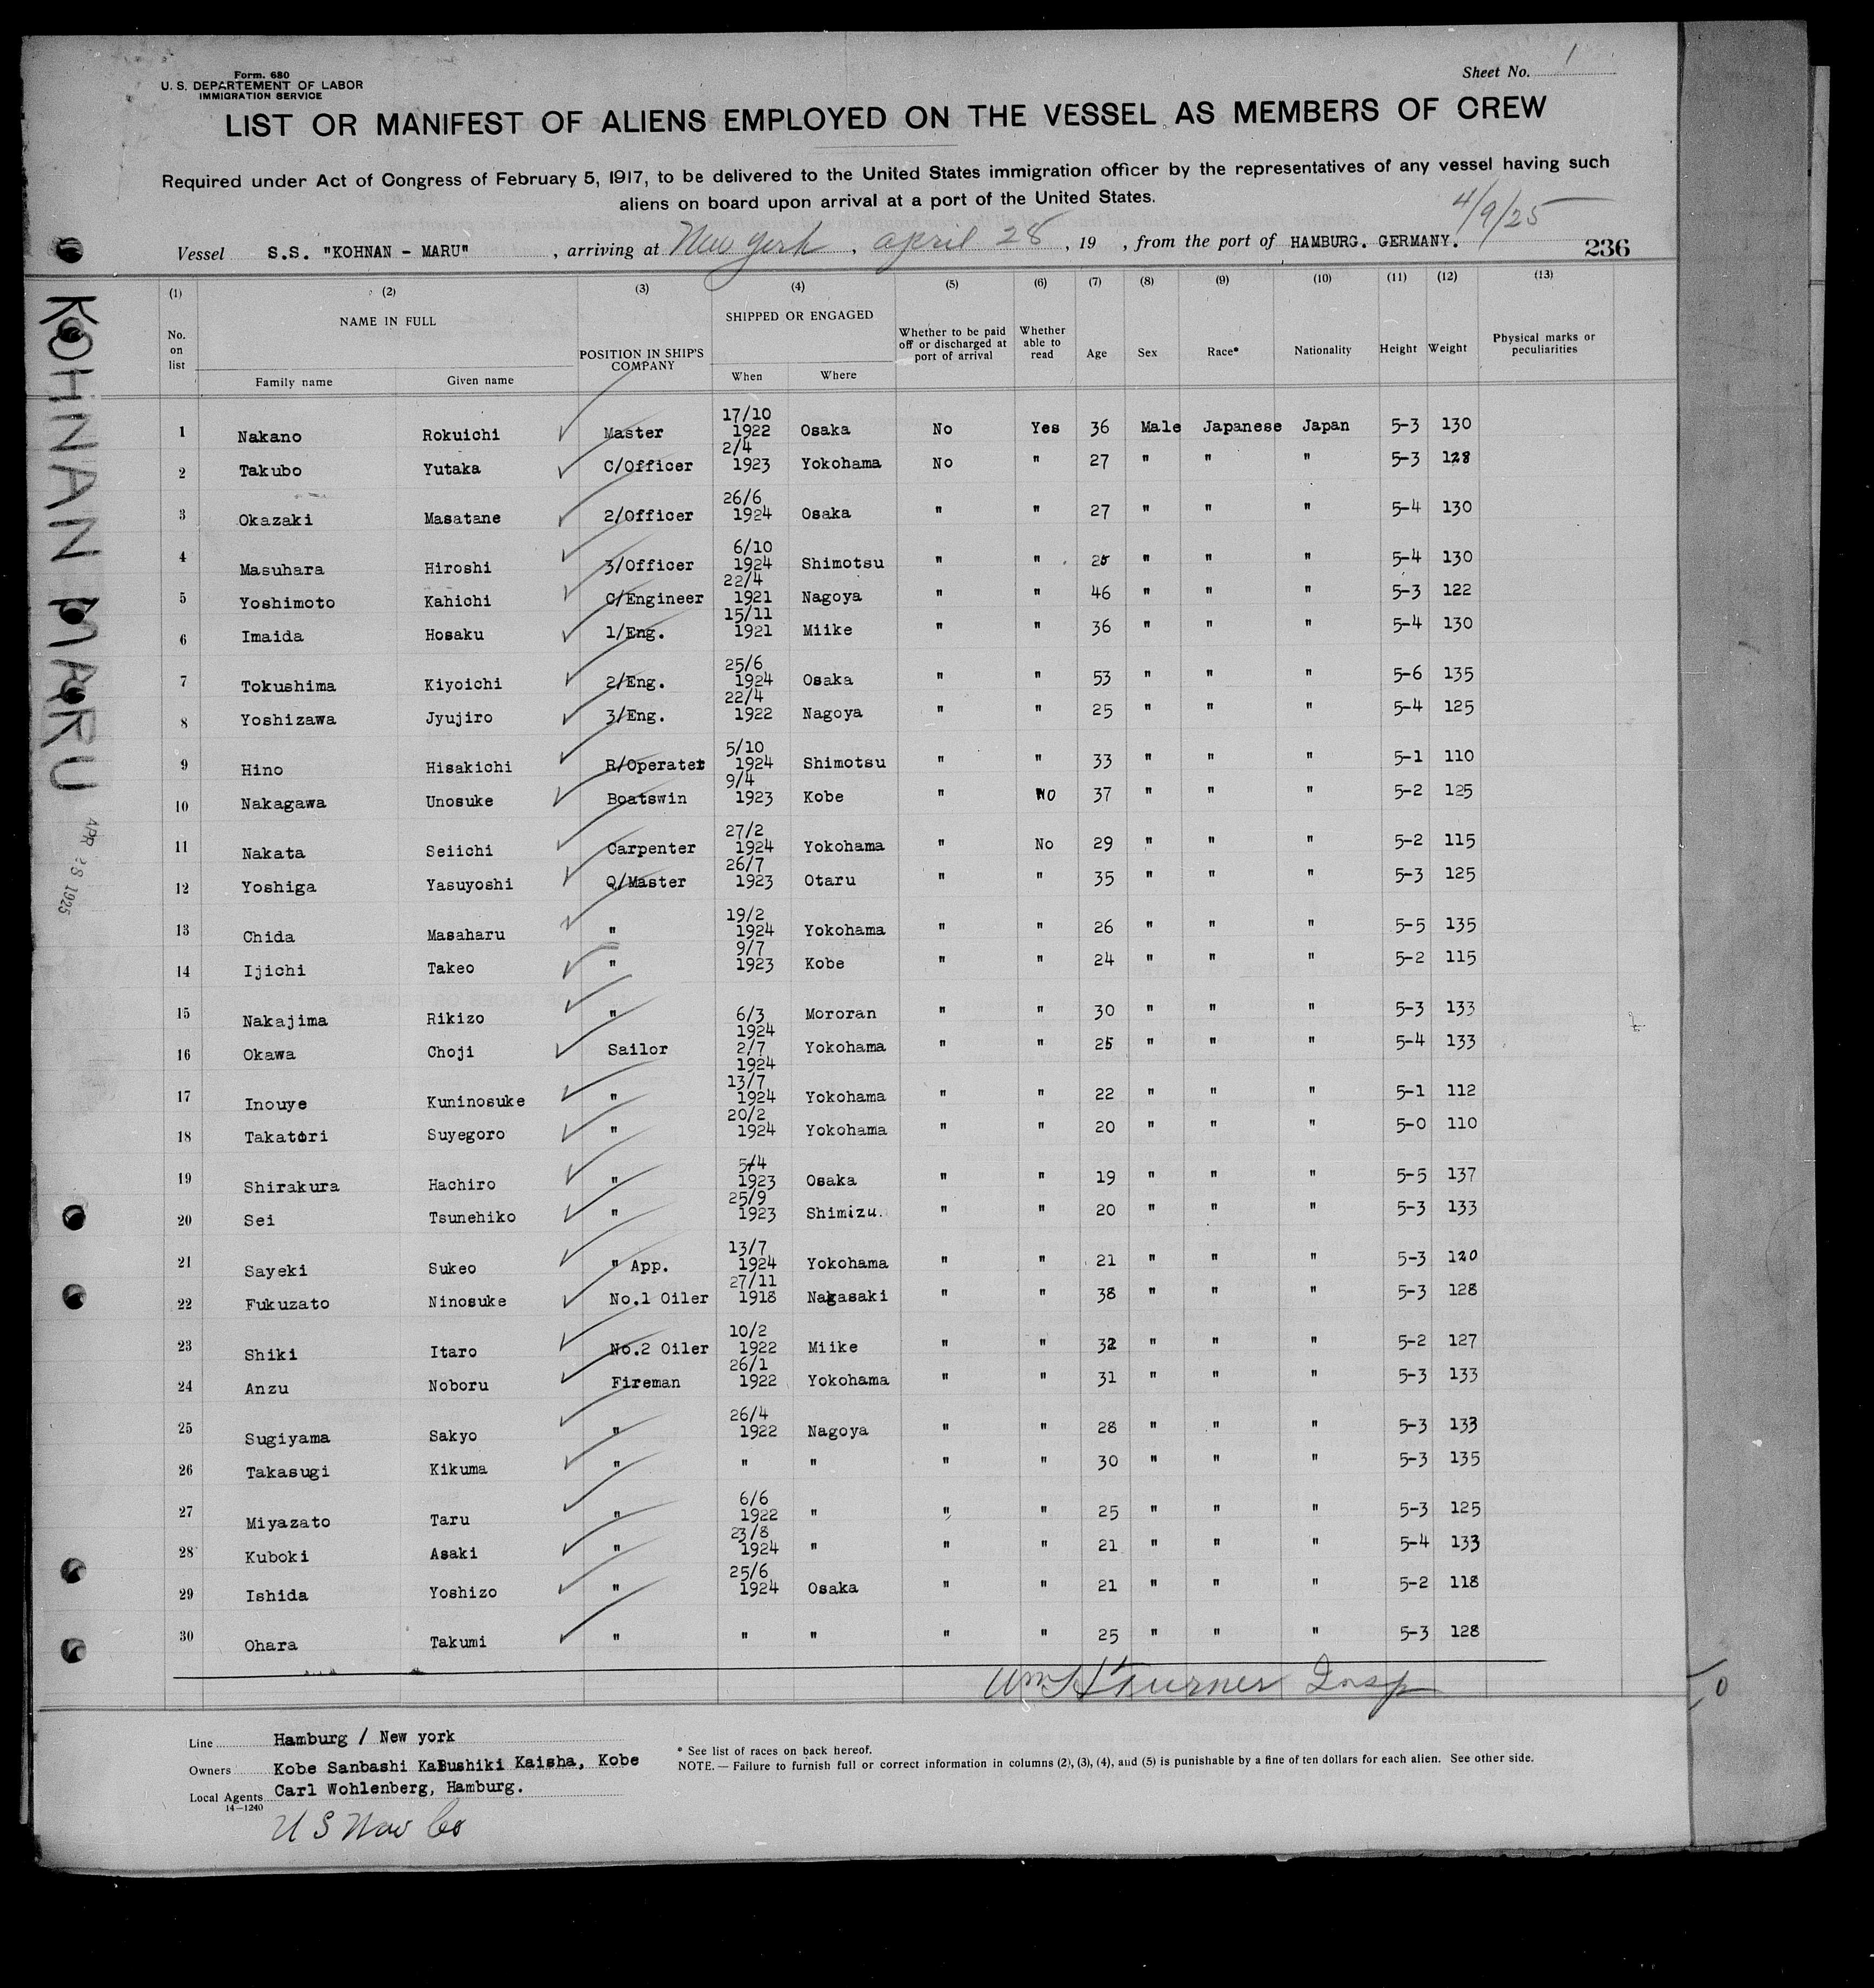 Form. 680
U. S. DEPARTEMENT OF LABOR
IMMIGRATION SERVICE
Sheet No. 1
LIST OR MANIFEST OF ALIENS EMPLOYED ON THE VESSEL AS MEMBERS OF CREW
Required under Act of Congress of February 5, 1917, to be delivered to the United States immigration officer by the representatives of any vessel having such
aliens on board upon arrival at a port of the United States.
4/9/25
Vessel S.S. "KOHNAN - MARU" , arriving at New York , april 28 , 19 , from the port of HAMBURG. GERMANY.
236
KOHNAN MARU
APR 28 1925
(1) (2) (3) (4) (5) (6) (7) (8) (9) (10) (11) (12) (13)
No. on list NAME IN FULL Family name Given name POSITION IN SHIP'S COMPANY SHIPPED OR ENGAGED When Where Whether to be paid off or discharged at port of arrival Whether able to read Age Sex Race* Nationality Height Weight Physical marks or peculiarities
1 Nakano Rokuichi Master 17/10 1922 Osaka No Yes 36 Male Japanese Japan 5-3 130
2 Takubo Yutaka C/Officer 2/4 1923 Yokohama No " 27 " " " 5-3 128
3 Okazaki Masatane 2/Officer 26/6 1924 Osaka " " 27 " " " 5-4 130
4 Masuhara Hiroshi 3/Officer 6/10 1924 Shimotsu " " 25 " " " 5-4 130
5 Yoshimoto Kahichi C/Engineer 22/4 1921 Nagoya " " 46 " " " 5-3 122
6 Imaida Hosaku 1/Eng. 15/11 1921 Miike " " 36 " " " 5-4 130
7 Tokushima Kiyoichi 2/Eng. 25/6 1924 Osaka " " 53 " " " 5-6 135
8 Yoshizawa Jyujiro 3/Eng. 22/4 1922 Nagoya " " 25 " " " 5-4 125
9 Hino Hisakichi R/Operater 5/10 1924 Shimotsu " " 33 " " " 5-1 110
10 Nakagawa Unosuke Boatswin 9/4 1923 Kobe " No 37 " " " 5-2 125
11 Nakata Seiichi Carpenter 27/2 1924 Yokohama " No 29 " " " 5-2 115
12 Yoshiga Yasuyoshi Q/Master 26/7 1923 Otaru " " 35 " " " 5-3 125
13 Chida Masaharu " 19/2 1924 Yokohama " " 26 " " " 5-5 135
14 Ijichi Takeo " 9/7 1923 Kobe " " 24 " " " 5-2 115
15 Nakajima Rikizo " 6/3 1924 Mororan " " 30 " " " 5-3 133
16 Okawa Choji Sailor 2/7 1924 Yokohama " " 25 " " " 5-4 133
17 Inouye Kuninosuke " 13/7 1924 Yokohama " " 22 " " " 5-1 112
18 Takatori Suyegoro " 20/2 1924 Yokohama " " 20 " " " 5-0 110
19 Shirakura Hachiro " 5/4 1923 Osaka " " 19 " " " 5-5 137
20 Sei Tsunehiko " 25/9 1923 Shimizu. " " 20 " " " 5-3 133
21 Sayeki Sukeo " App. 13/7 1924 Yokohama " " 21 " " " 5-3 120
22 Fukuzato Ninosuke No.1 Oiler 27/11 1918 Nagasaki " " 38 " " " 5-3 128
23 Shiki Itaro No.2 Oiler 10/2 1922 Miike " " 32 " " " 5-2 127
24 Anzu Noboru Fireman 26/1 1922 Yokohama " " 31 " " " 5-3 133
25 Sugiyama Sakyo " 26/4 1922 Nagoya " " 28 " " " 5-3 133
26 Takasugi Kikuma " " " " " 30 " " " 5-3 135
27 Miyazato Taru " 6/6 1922 " " " 25 " " " 5-3 125
28 Kuboki Asaki " 23/8 1924 " " " 21 " " " 5-4 133
29 Ishida Yoshizo " 25/6 1924 Osaka " " 21 " " " 5-2 118
30 Ohara Takumi " " " " " 25 " " " 5-3 128
Wm H Turner Insp
Line Hamburg / New york
Owners Kobe Sanbashi KaBushiki Kaisha, Kobe
Local Agents Carl Wohlenberg, Hamburg.
14—1240
U S Nav Co
* See list of races on back hereof.
NOTE.— Failure to furnish full or correct information in columns (2), (3), (4), and (5) is punishable by a fine of ten dollars for each alien. See other side.